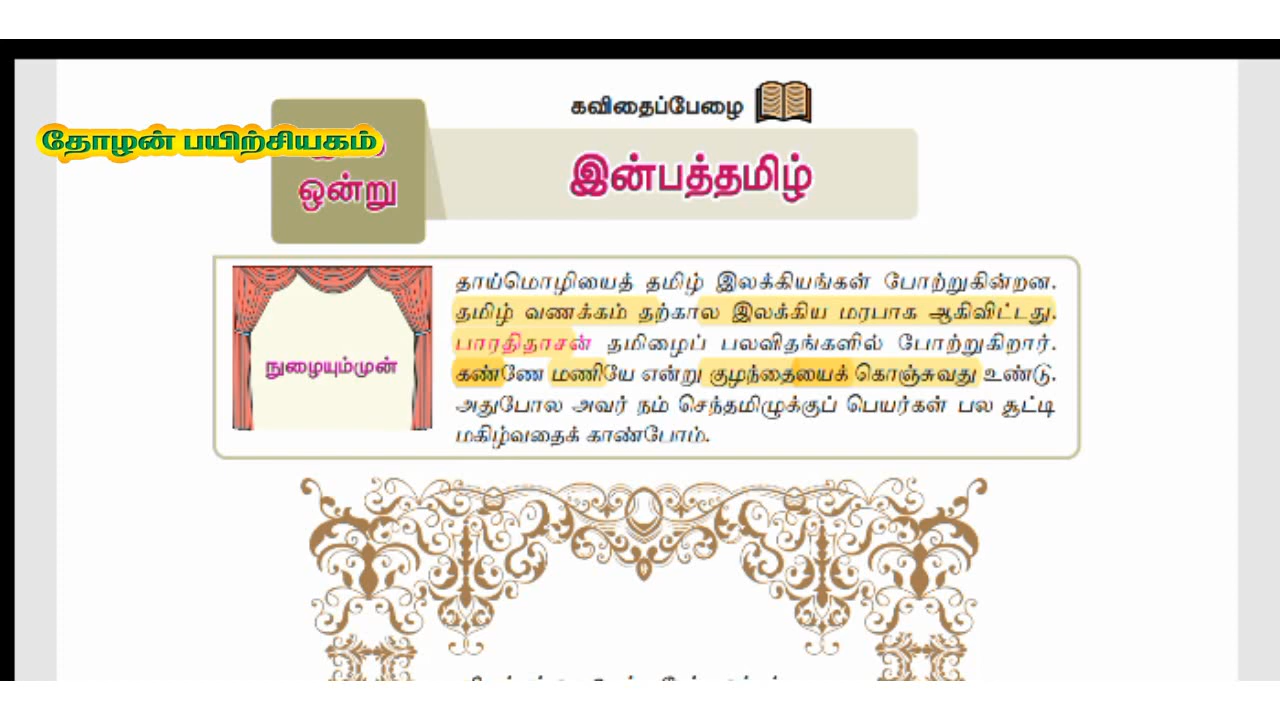 கவிதைப்பேழை
தோழன் பயிற்சியகம்
ஒன்று
இன்பத்தமிழ்
நுழையும்முன்
தாய்மொழியைத் தமிழ் இலக்கியங்கள் போற்றுகின்றன.
தமிழ் வணக்கம் தற்கால இலக்கிய மரபாக ஆகிவிட்டது.
பாரதிதாசன் தமிழைப் பலவிதங்களில் போற்றுகிறார்.
கண்ணே மணியே என்று குழந்தையைக் கொஞ்சுவது உண்டு.
அதுபோல அவர் நம் செந்தமிழுக்குப் பெயர்கள் பல சூட்டி
மகிழ்வதைக் காண்போம்.